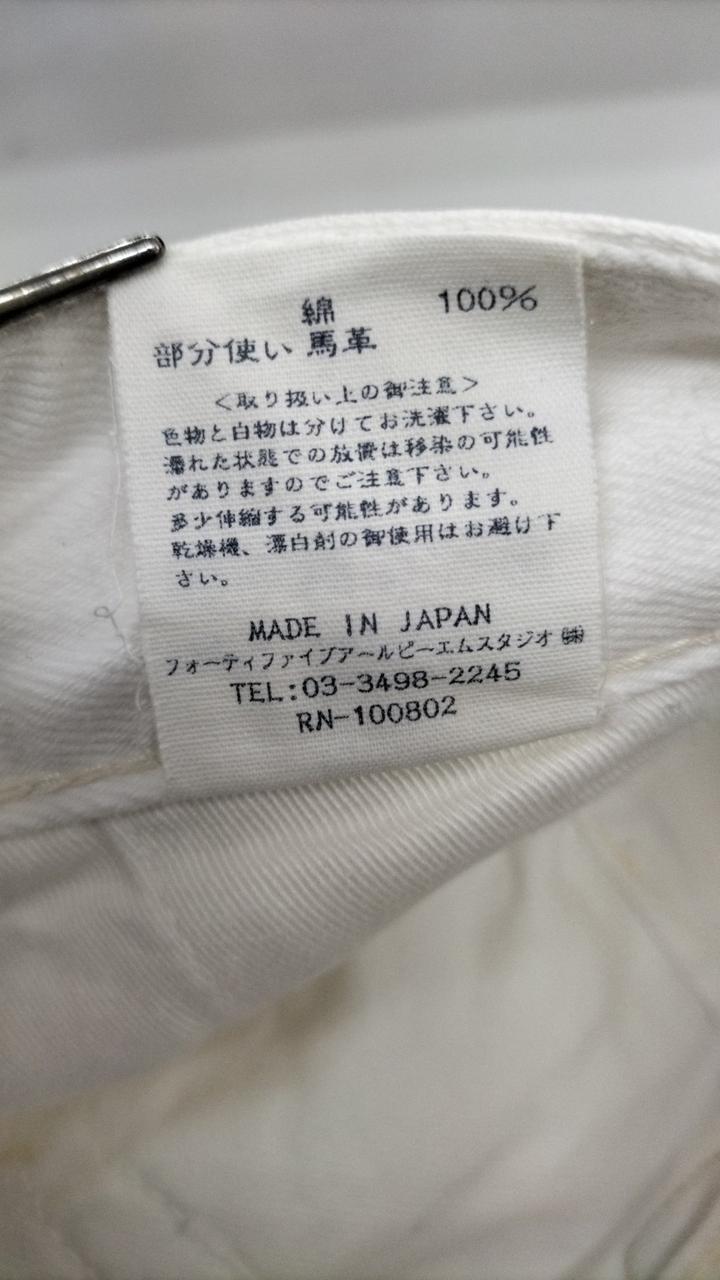 綿 100%
部分使い 馬革
<取り扱い上の御注意>
色物と白物は分けてお洗濯下さい。
濡れた状態での放置は移染の可能性
がありますのでご注意下さい。
多少伸縮する可能性があります。
乾燥機、漂白剤の御使用はお避け下
さい。
MADE IN JAPAN
フォーティファイブアールピーエムスタジオ ㈱
TEL:03-3498-2245
RN-100802